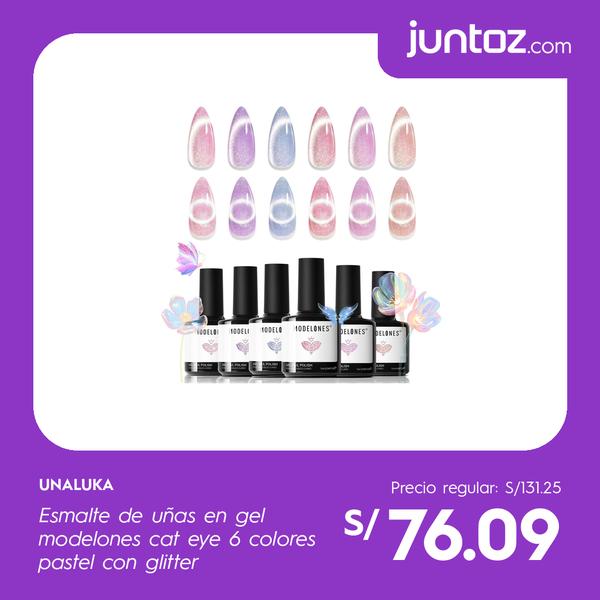 juntoz.com
MODELONES
MODELONES
MODELONES
MODELONES
UNALUKA
Precio regular: S/131.25
Esmalte de uñas en gel
modelones cat eye 6 colores
pastel con glitter
S/76.09